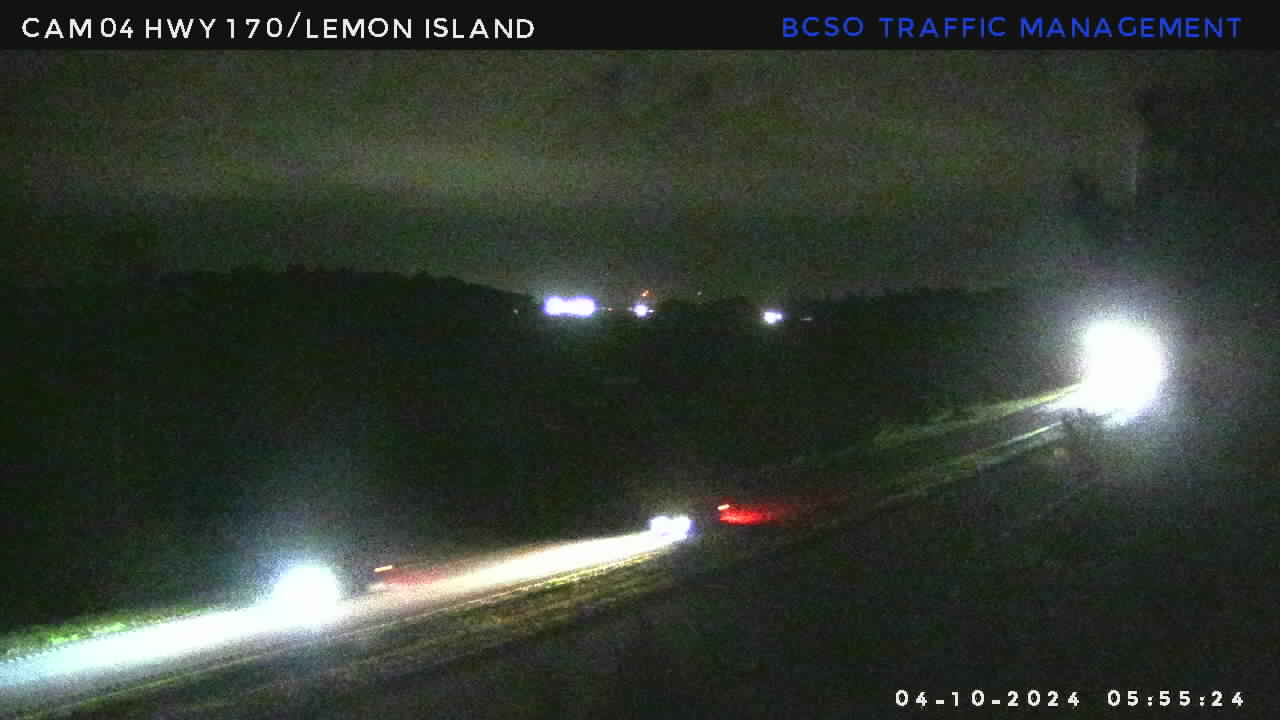 CAM04 HWY 170/LEMON ISLAND
BCSO TRAFFIC MANAGEMENT
04-10-2024 05:55:24